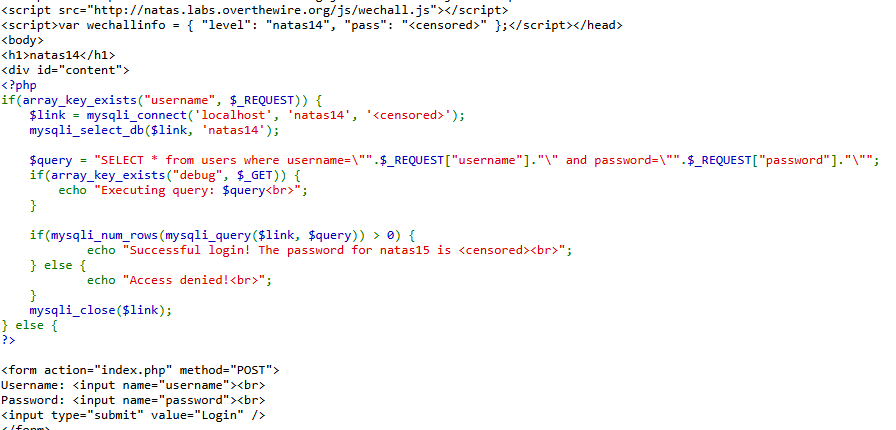 <script src="http://natas.labs.overthewire.org/js/wechall.js"></script>
<script>var wechallinfo = { "level": "natas14", "pass": "<censored>" };</script></head>
<body>
<h1>natas14</h1>
<div id="content">
<?php
if(array_key_exists("username", $_REQUEST)) {
    $link = mysqli_connect('localhost', 'natas14', '<censored>');
    mysqli_select_db($link, 'natas14');

    $query = "SELECT * from users where username=\"".$_REQUEST["username"]."\" and password=\"".$_REQUEST["password"]."\"";
    if(array_key_exists("debug", $_GET)) {
        echo "Executing query: $query<br>";
    }

    if(mysqli_num_rows(mysqli_query($link, $query)) > 0) {
            echo "Successful login! The password for natas15 is <censored><br>";
    } else {
            echo "Access denied!<br>";
    }
    mysqli_close($link);
} else {
?>

<form action="index.php" method="POST">
Username: <input name="username"><br>
Password: <input name="password"><br>
<input type="submit" value="Login" />
</form>